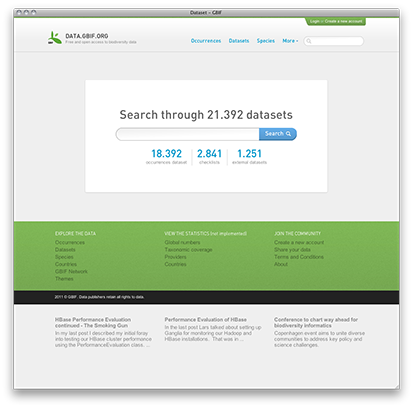 Dataset – GBIF
Login or Create a new account
DATA.GBIF.ORG
Free and open access to biodiversity data
Occurrences Datasets Species More
Search through 21.392 datasets
Search
18.392 2.841 1.251
occurrences dataset checklists external datasets
EXPLORE THE DATA VIEW THE STATISTICS (not implemented) JOIN THE COMMUNITY
Occurrences Global numbers Create a new account
Datasets Taxonomic coverage Share your data
Species Providers Terms and Conditions
Countries Countries About
GBIF Network
Themes
2011 © GBIF. Data publishers retain all rights to data.
HBase Performance Evaluation
continued - The Smoking Gun
In my last post I described my initial foray
into testing our HBase cluster performance
using the PerformanceEvaluation class. ...
Performance Evaluation of HBase
In the last post Lars talked about setting up
Ganglia for monitoring our Hadoop and
HBase installations. That was in ...
Conference to chart way ahead for
biodiversity informatics
Copenhagen event aims to unite diverse
communities to address key policy and
science challenges.